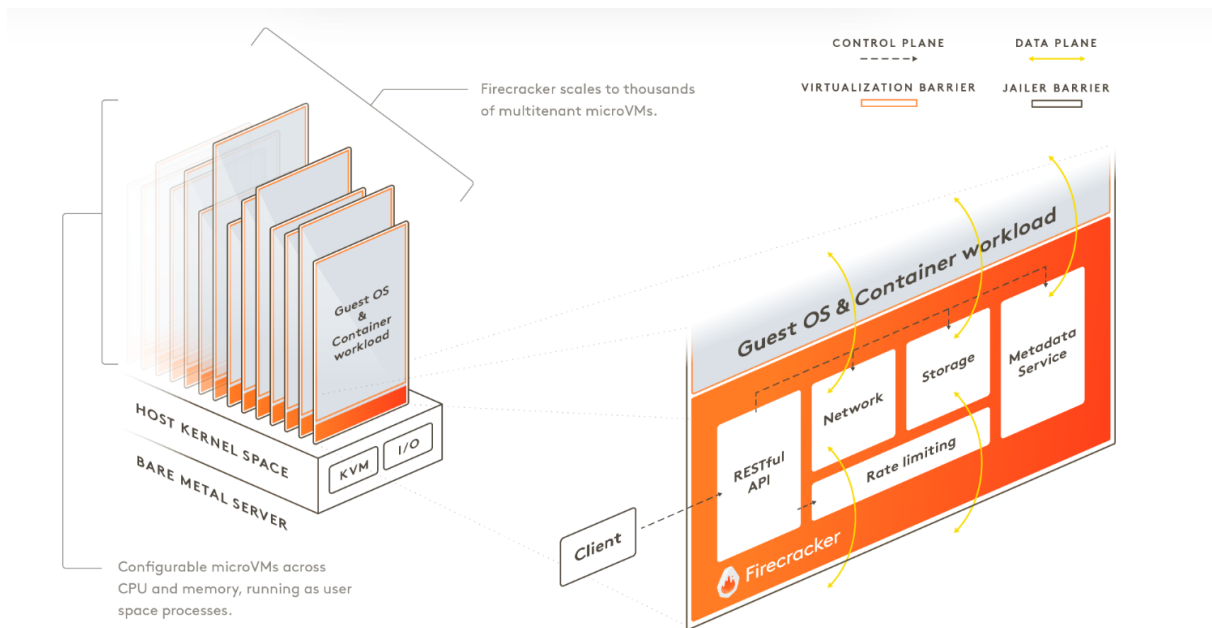 CONTROL PLANE
DATA PLANE
VIRTUALIZATION BARRIER
JAILER BARRIER
Firecracker scales to thousands
of multitenant microVMs.
Guest OS
&
Container
workload
HOST KERNEL SPACE
KVM
I/O
BARE METAL SERVER
Configurable microVMs across
CPU and memory, running as user
space processes.
Guest OS & Container workload
RESTful
API
Network
Storage
Metadata
Service
Rate limiting
Client
Firecracker